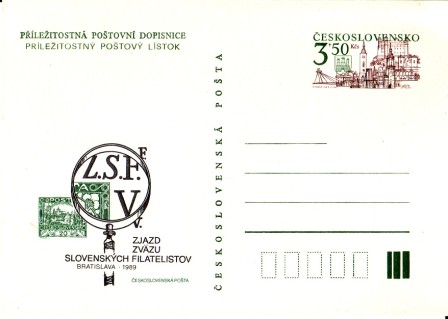 PŘÍLEŽITOSTNÁ POŠTOVNÍ DOPISNICE
PRÍLEŽITOSTNÝ POŠTOVÝ LÍSTOK
ČESKOSLOVENSKO
3'50 Kčs
ČESKOSLOVENSKÁ POŠTA
Z.S.F.
F.
V
V.
ZJAZD
ZVÄZU
SLOVENSKÝCH FILATELISTOV
BRATISLAVA - 1989
ČESKOSLOVENSKÁ POŠTA